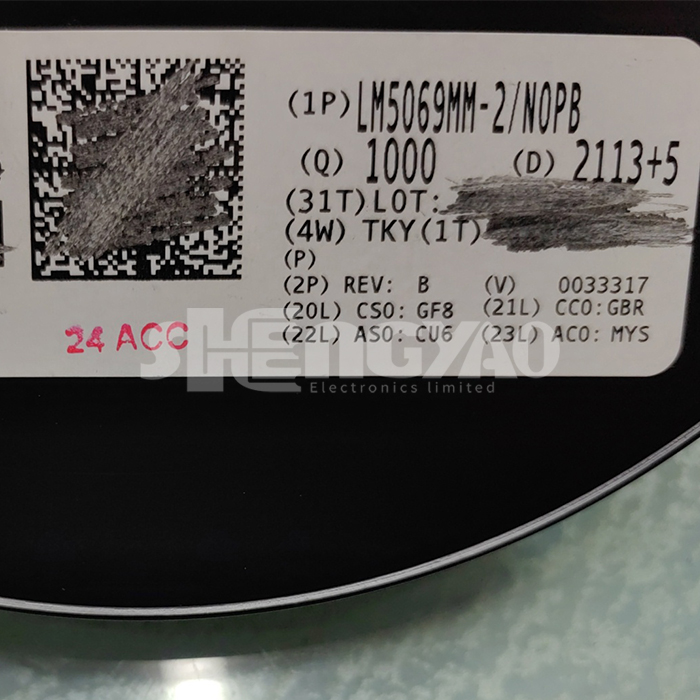 (1P) LM5069MM-2/NOPB
(Q) 1000 (D) 2113+5
(31T) LOT:
(4W) TKY (1T)
(P)
(2P) REV: B (V) 0033317
(20L) CSO: GF8 (21L) CCO: GBR
(22L) ASO: CU6 (23L) ACO: MYS
24 ACC
SHENGYAO
Electronics limited